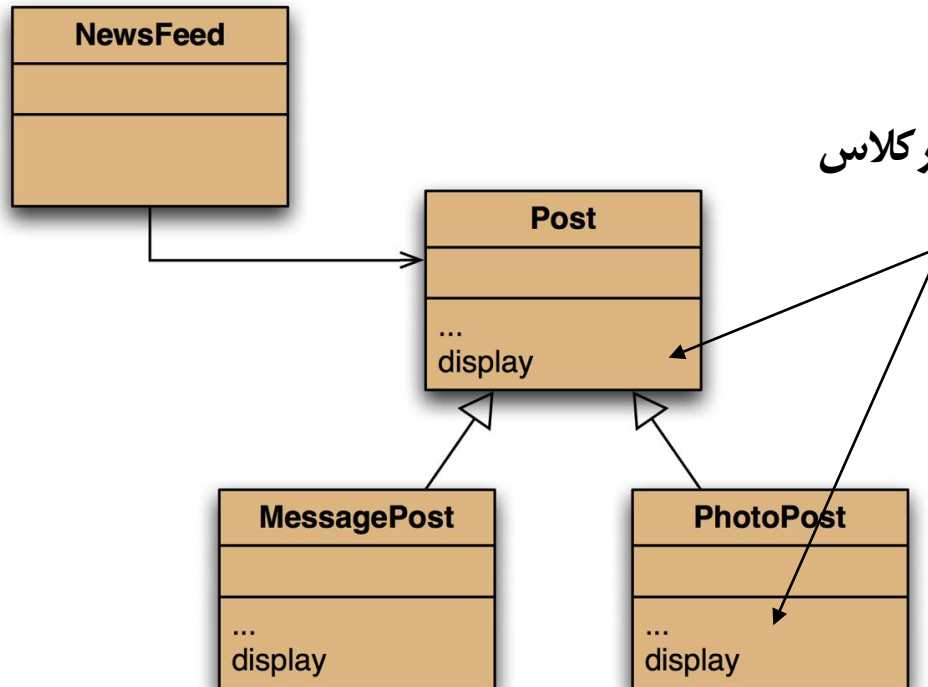 NewsFeed
کلاس
Post
...
display
MessagePost
PhotoPost
...
display
...
display